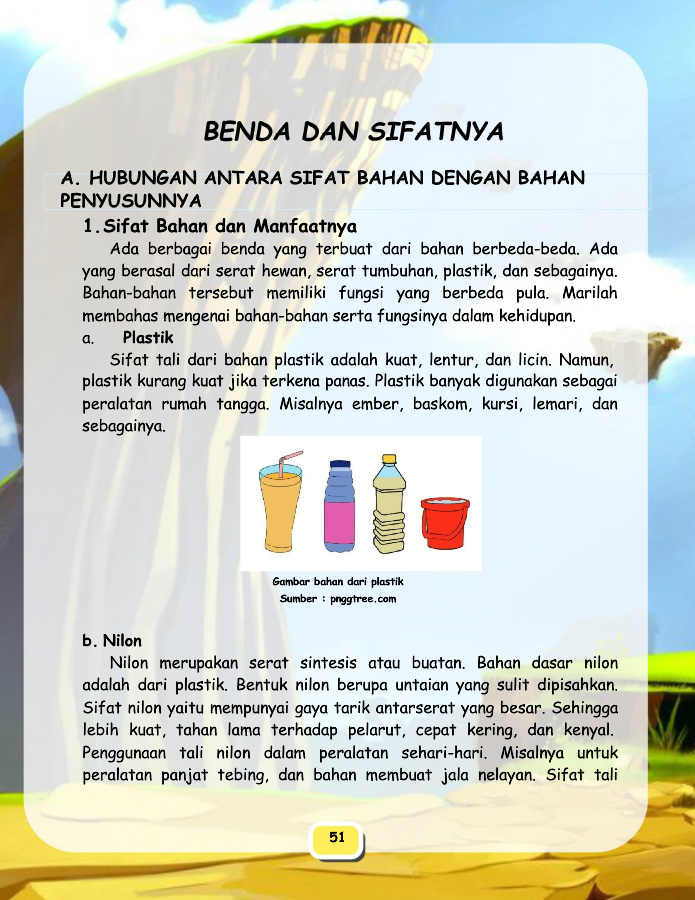 BENDA DAN SIFATNYA
A. HUBUNGAN ANTARA SIFAT BAHAN DENGAN BAHAN
PENYUSUNNYA
1. Sifat Bahan dan Manfaatnya
Ada berbagai benda yang terbuat dari bahan berbeda-beda. Ada
yang berasal dari serat hewan, serat tumbuhan, plastik, dan sebagainya.
Bahan-bahan tersebut memiliki fungsi yang berbeda pula. Marilah
membahas mengenai bahan-bahan serta fungsinya dalam kehidupan.
a. Plastik
Sifat tali dari bahan plastik adalah kuat, lentur, dan licin. Namun,
plastik kurang kuat jika terkena panas. Plastik banyak digunakan sebagai
peralatan rumah tangga. Misalnya ember, baskom, kursi, lemari, dan
sebagainya.
Gambar bahan dari plastik
Sumber : pnggtree.com
b. Nilon
Nilon merupakan serat sintesis atau buatan. Bahan dasar nilon
adalah dari plastik. Bentuk nilon berupa untaian yang sulit dipisahkan.
Sifat nilon yaitu mempunyai gaya tarik antarserat yang besar. Sehingga
lebih kuat, tahan lama terhadap pelarut, cepat kering, dan kenyal.
Penggunaan tali nilon dalam peralatan sehari-hari. Misalnya untuk
peralatan panjat tebing, dan bahan membuat jala nelayan. Sifat tali
51